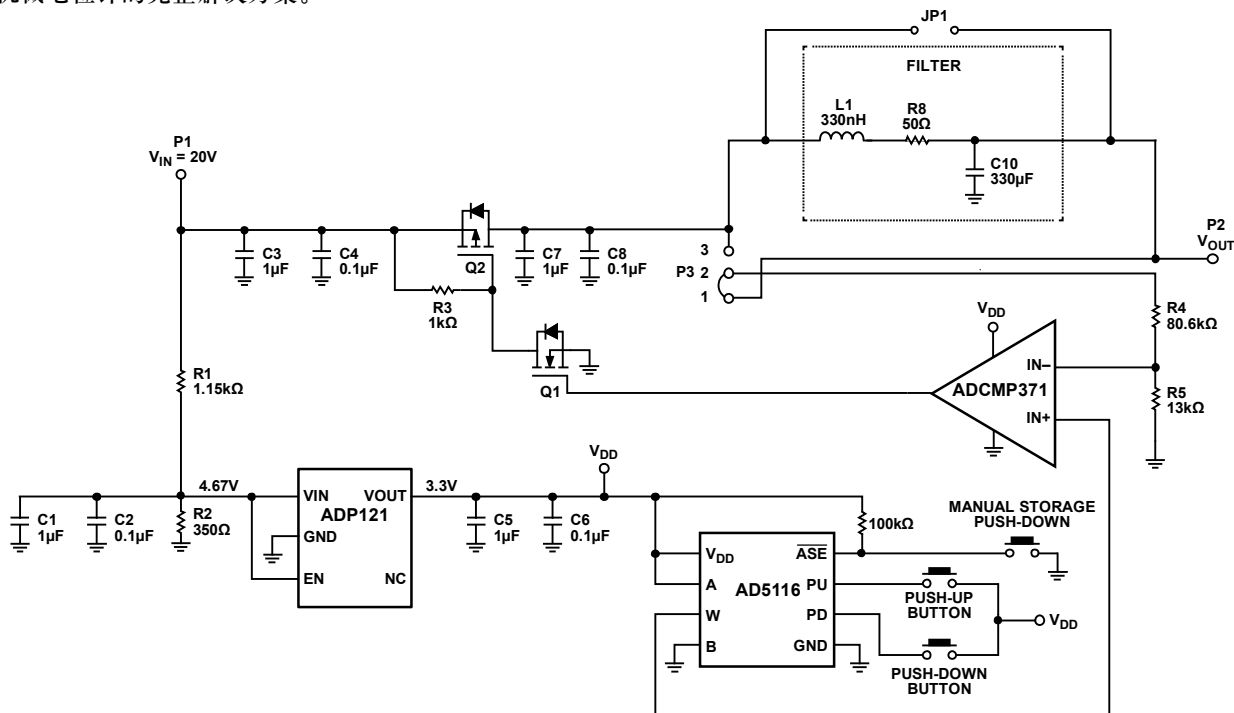 JP1
FILTER
L1
330nH
R8
50Ω
C10
330µF
P1
VIN = 20V
C3
1µF
C4
0.1µF
Q2
C7
1µF
C8
0.1µF
3
P3 2
1
P2
VOUT
R3
1kΩ
Q1
VDD
R4
80.6kΩ
IN–
ADCMP371
IN+
R5
13kΩ
R1
1.15kΩ
4.67V
VIN
VOUT
ADP121
GND
EN
NC
3.3V
VDD
C1
1µF
C2
0.1µF
R2
350Ω
C5
1µF
C6
0.1µF
100kΩ
MANUAL STORAGE
PUSH-DOWN
VDD
ASE
A
AD5116
PU
PUSH-UP
BUTTON
W
PD
VDD
B
GND
PUSH-DOWN
BUTTON